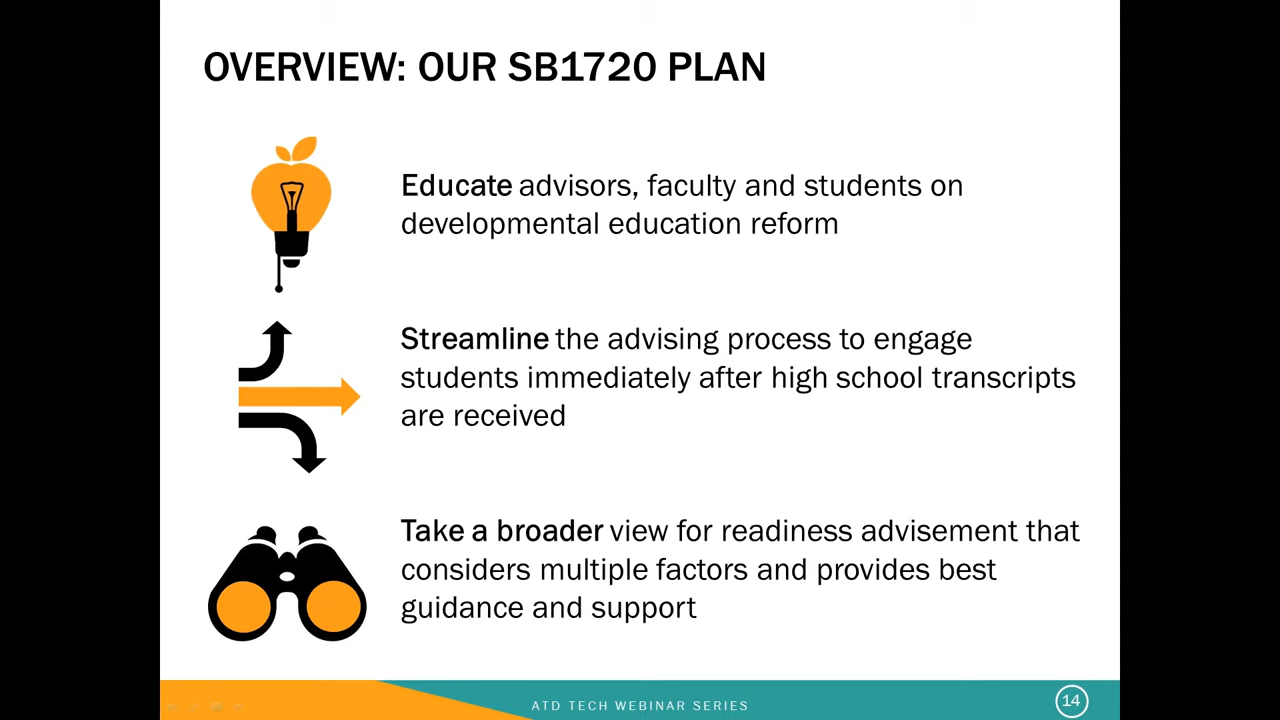 OVERVIEW: OUR SB1720 PLAN
Educate advisors, faculty and students on
developmental education reform
Streamline the advising process to engage
students immediately after high school transcripts
are received
Take a broader view for readiness advisement that
considers multiple factors and provides best
guidance and support
ATD TECH WEBINAR SERIES
14